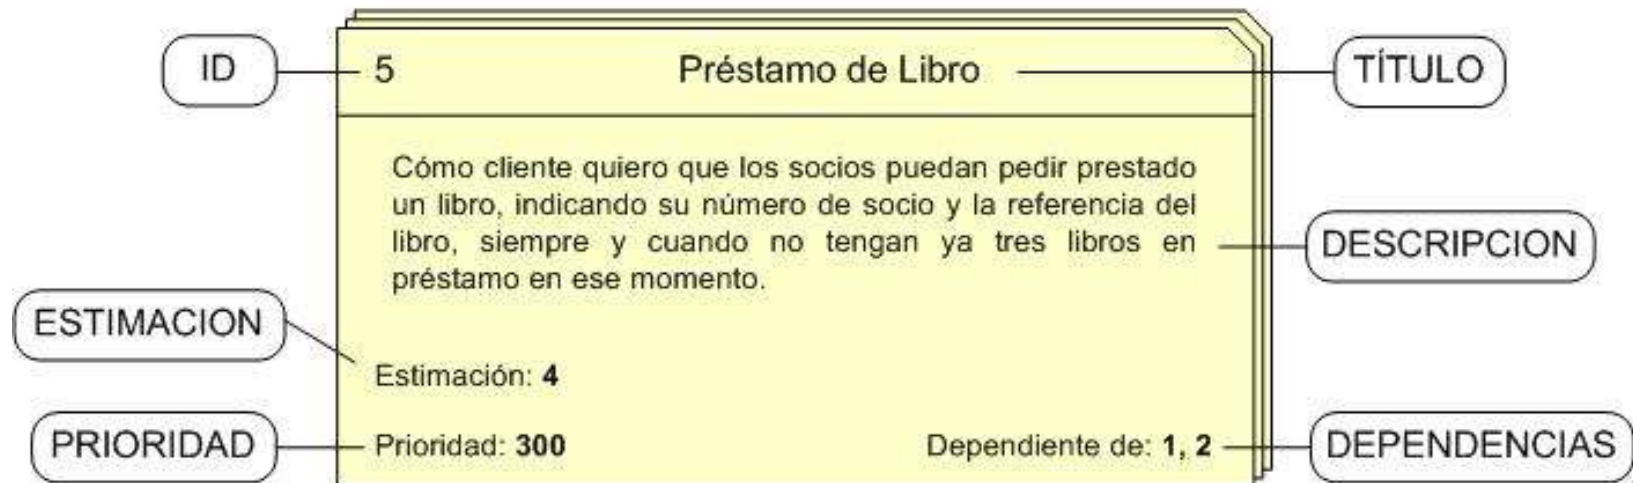 ID
5
Préstamo de Libro
TÍTULO
Cómo cliente quiero que los socios puedan pedir prestado
un libro, indicando su número de socio y la referencia del
libro, siempre y cuando no tengan ya tres libros en
préstamo en ese momento.
DESCRIPCION
ESTIMACION
Estimación: 4
PRIORIDAD
Prioridad: 300
Dependiente de: 1, 2
DEPENDENCIAS